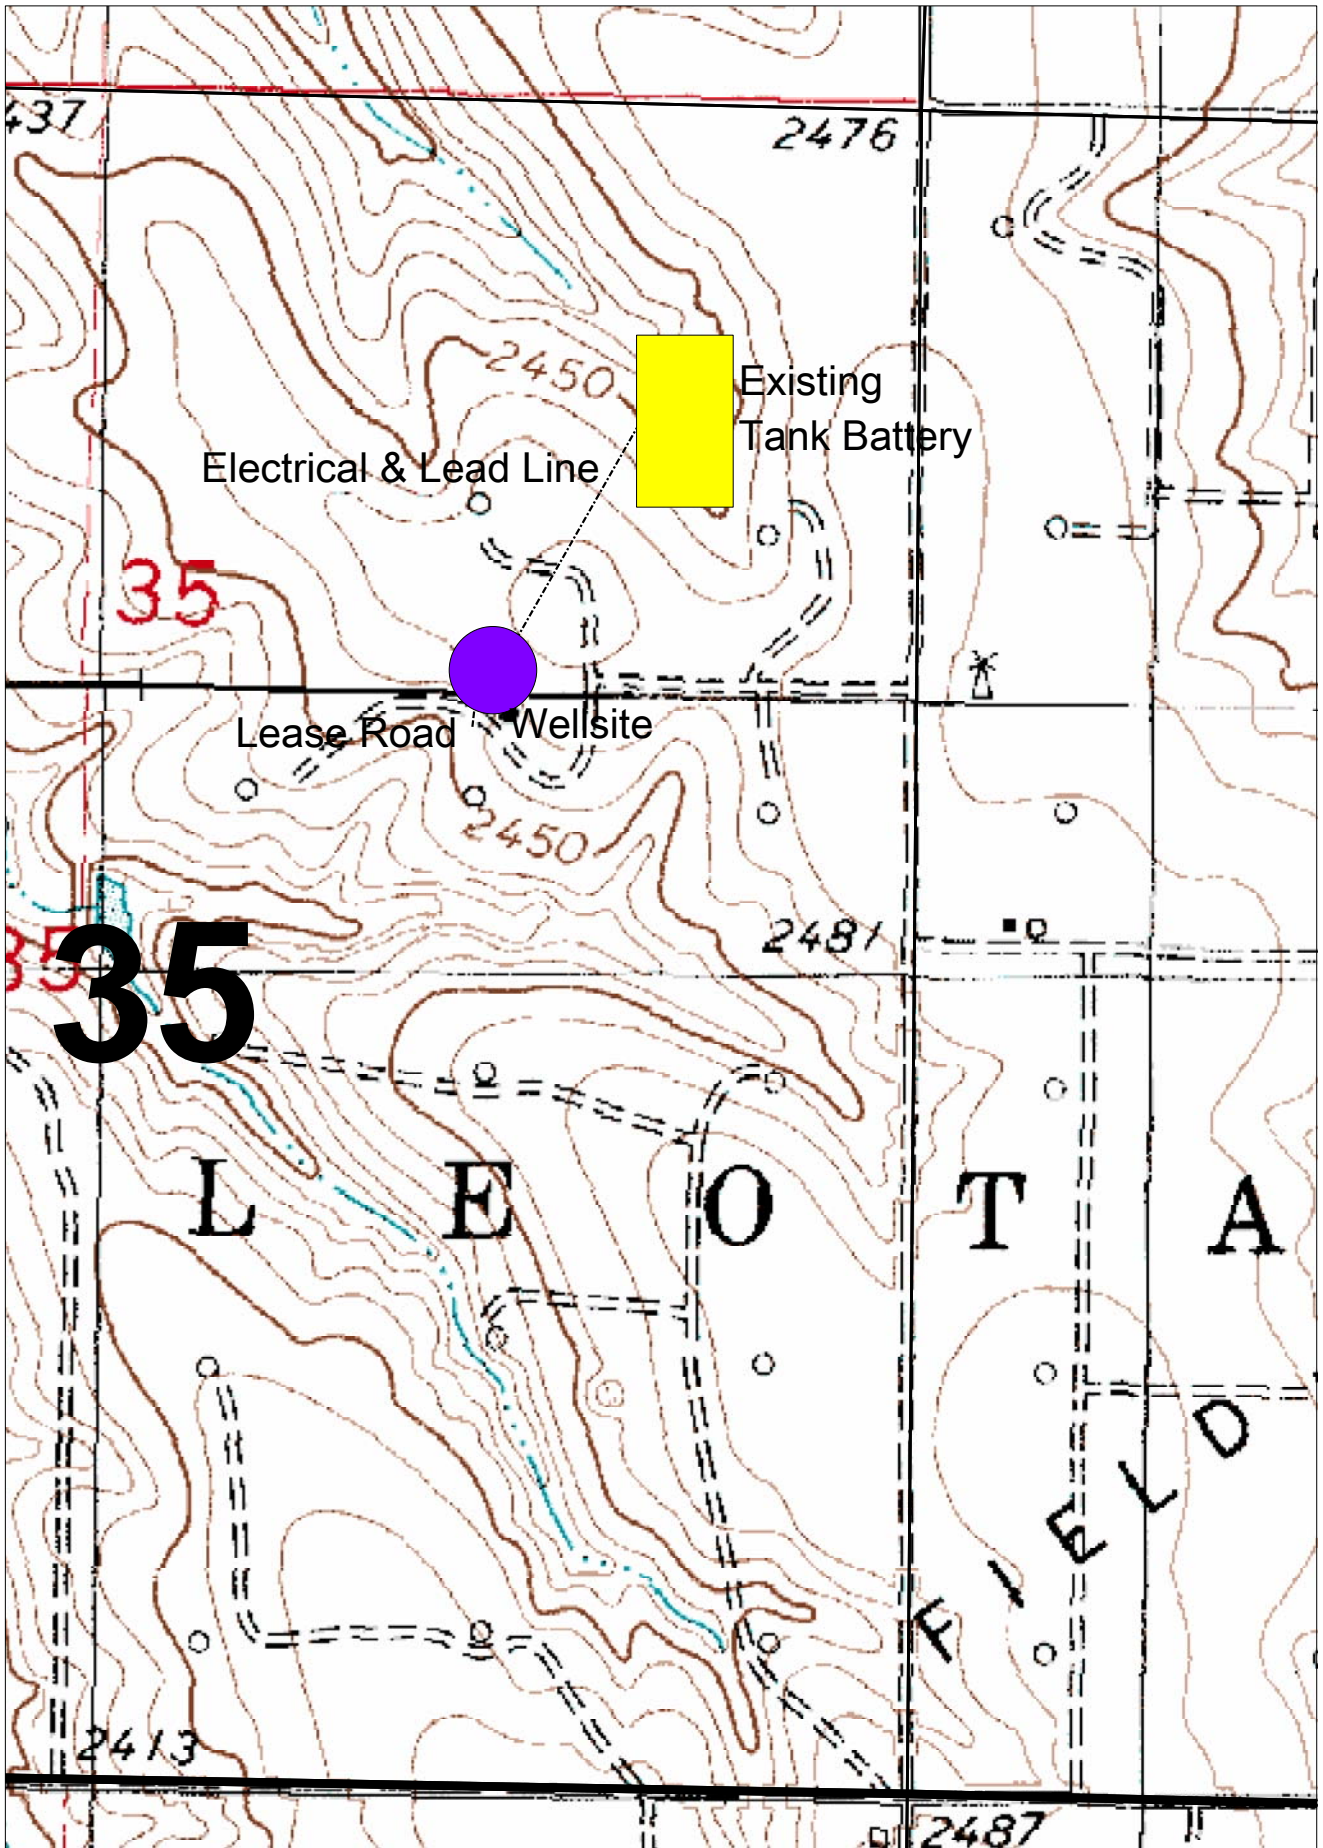 437
2476
2450
Existing
Tank Battery
Electrical & Lead Line
35
Lease Road
Wellsite
2450
2481
35
35
L E O T A
F I E L D
2413
2487